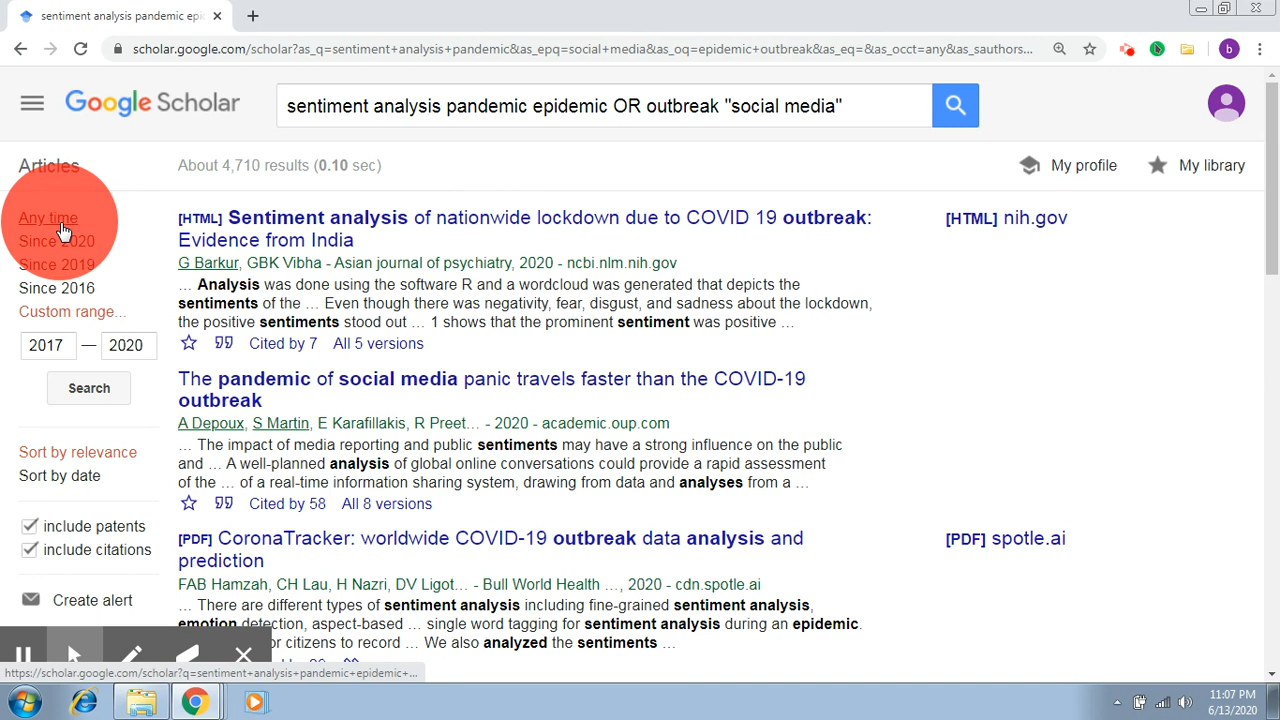 sentiment analysis pandemic epi
scholar.google.com/scholar?as_q=sentiment+analysis+pandemic&as_epq=social+media&as_oq=epidemic+outbreak&as_eq=&as_occt=any&as_sauthors...
b
Google Scholar
sentiment analysis pandemic epidemic OR outbreak "social media"
Articles
About 4,710 results (0.10 sec)
My profile
My library
Any time
Since 2020
Since 2019
Since 2016
Custom range...
2017 — 2020
Search
Sort by relevance
Sort by date
include patents
include citations
Create alert
[HTML] Sentiment analysis of nationwide lockdown due to COVID 19 outbreak:
Evidence from India
G Barkur, GBK Vibha - Asian journal of psychiatry, 2020 - ncbi.nlm.nih.gov
... Analysis was done using the software R and a wordcloud was generated that depicts the
sentiments of the ... Even though there was negativity, fear, disgust, and sadness about the lockdown,
the positive sentiments stood out ... 1 shows that the prominent sentiment was positive ...
Cited by 7 All 5 versions
[HTML] nih.gov
The pandemic of social media panic travels faster than the COVID-19
outbreak
A Depoux, S Martin, E Karafillakis, R Preet... - 2020 - academic.oup.com
... The impact of media reporting and public sentiments may have a strong influence on the public
and ... A well-planned analysis of global online conversations could provide a rapid assessment
of the ... of a real-time information sharing system, drawing from data and analyses from a ...
Cited by 58 All 8 versions
[PDF] CoronaTracker: worldwide COVID-19 outbreak data analysis and
prediction
FAB Hamzah, CH Lau, H Nazri, DV Ligot... - Bull World Health ..., 2020 - cdn.spotle.ai
... There are different types of sentiment analysis including fine-grained sentiment analysis,
emotion detection, aspect-based ... single word tagging for sentiment analysis during an epidemic.
or citizens to record ... We also analyzed the sentiments ...
[PDF] spotle.ai
https://scholar.google.com/scholar?q=sentiment+analysis+pandemic+epidemic+...
11:07 PM
6/13/2020